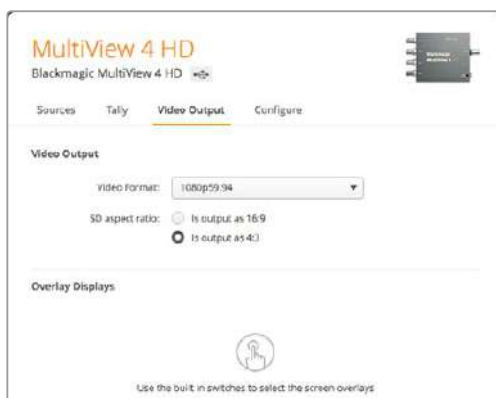 MultiView 4 HD
Blackmagic MultiView 4 HD
Sources Tally Video Output Configure
Video Output
Video Format: 1080p59.94
SD aspect ratio: Is output as 16:9
Is output as 4:3
Overlay Displays
Use the built in switches to select the screen overlays